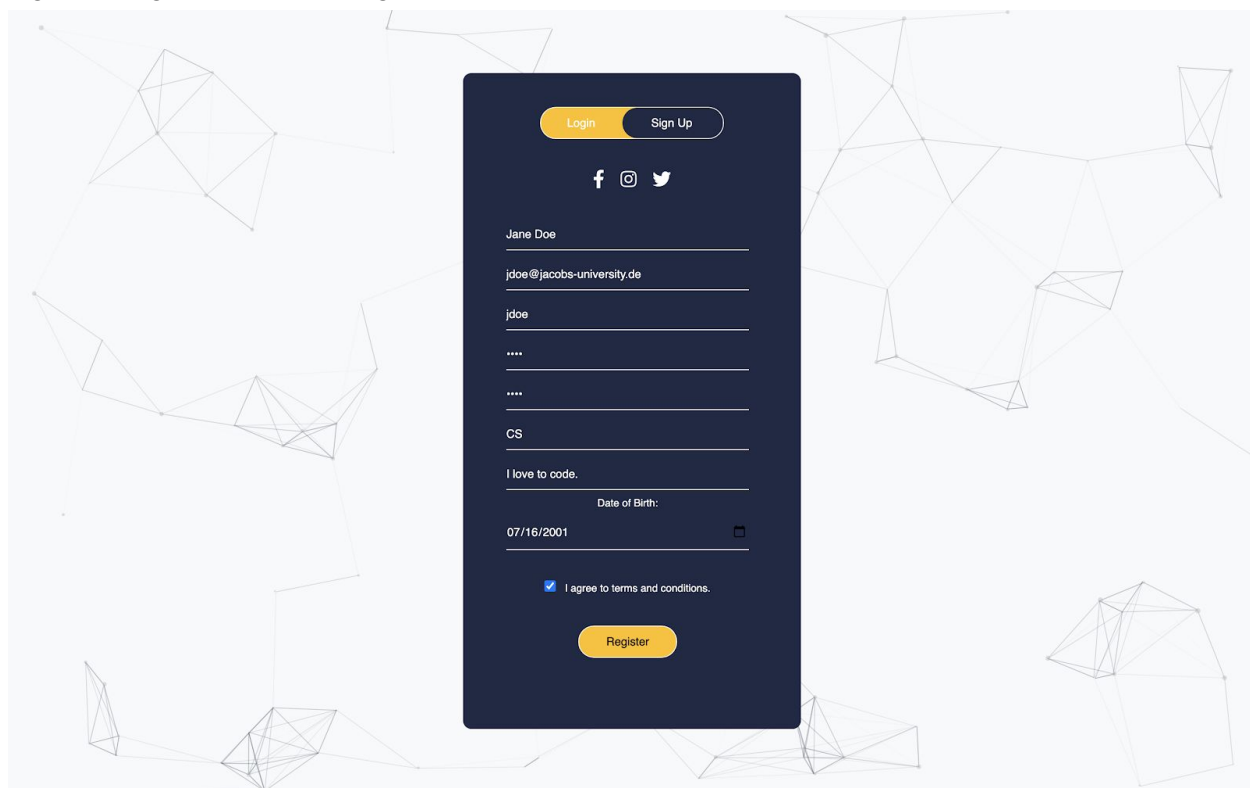 Login Sign Up
Jane Doe
jdoe@jacobs-university.de
jdoe
••••
••••
CS
I love to code.
Date of Birth:
07/16/2001
I agree to terms and conditions.
Register